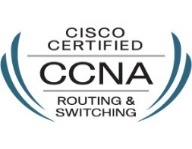 CISCO
CERTIFIED
CCNA
ROUTING &
SWITCHING